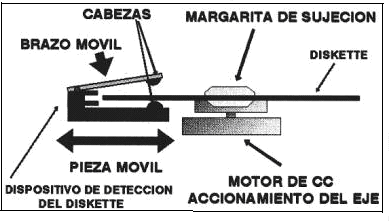 CABEZAS
MARGARITA DE SUJECION
BRAZO MOVIL
DISKETTE
PIEZA MOVIL
DISPOSITIVO DE DETECCION
DEL DISKETTE
MOTOR DE CC
ACCIONAMIENTO DEL EJE